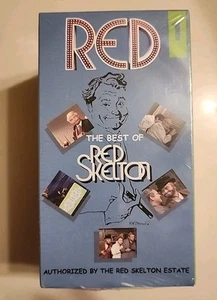 RED
THE BEST OF
RED
SKELTON
AUTHORIZED BY THE RED SKELTON ESTATE